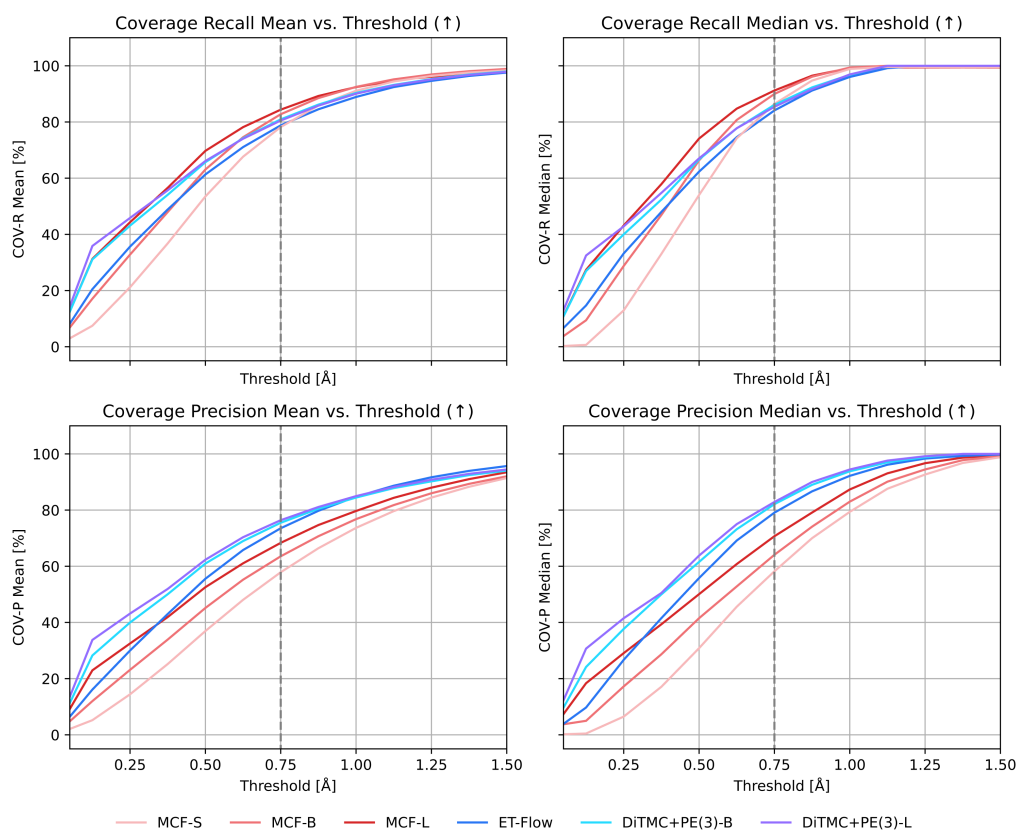 Coverage Recall Mean vs. Threshold (↑)
Coverage Recall Median vs. Threshold (↑)
100
80
60
40
20
0
COV-R Mean [%]
COV-R Median [%]
Threshold [Å]
Threshold [Å]
Coverage Precision Mean vs. Threshold (↑)
Coverage Precision Median vs. Threshold (↑)
100
80
60
40
20
0
COV-P Mean [%]
COV-P Median [%]
0.25 0.50 0.75 1.00 1.25 1.50
0.25 0.50 0.75 1.00 1.25 1.50
Threshold [Å]
Threshold [Å]
MCF-S MCF-B MCF-L ET-Flow DiTMC+PE(3)-B DiTMC+PE(3)-L